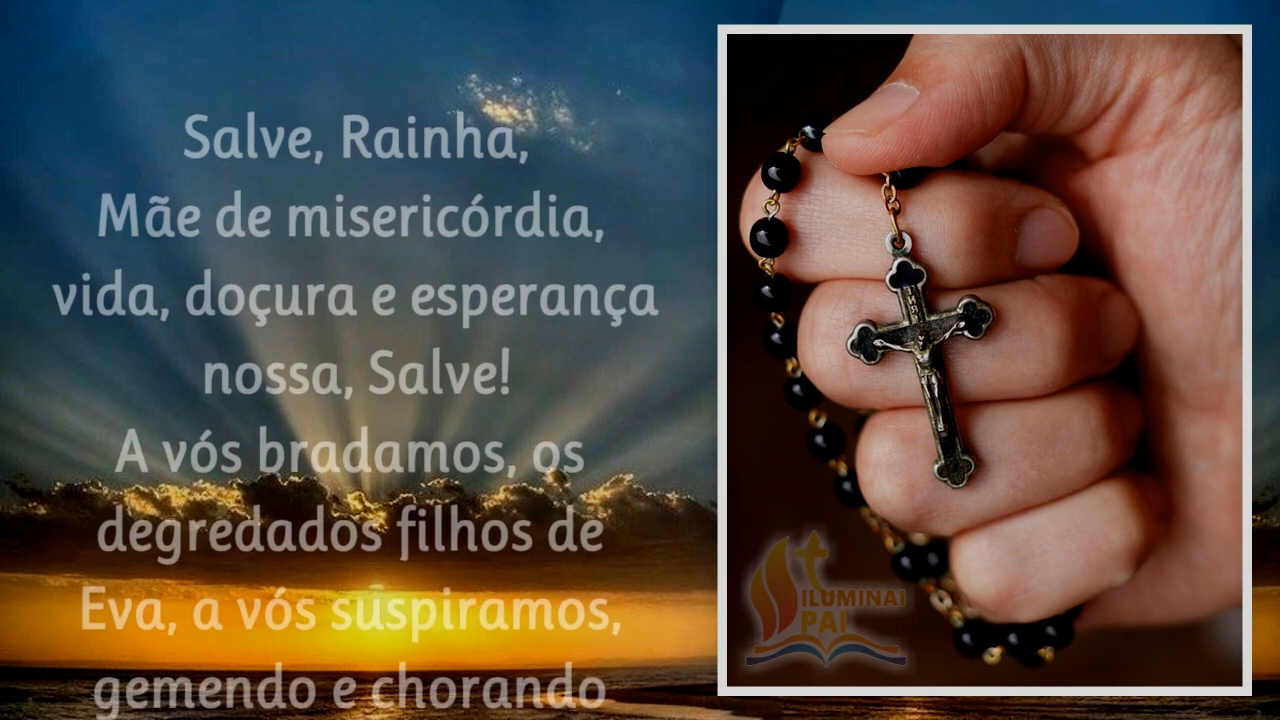 Salve, Rainha,
Mãe de misericórdia,
vida, doçura e esperança
nossa, Salve!
A vós bradamos, os
degredados filhos de
Eva, a vós suspiramos,
gemendo e chorando
ILUMINAI
PAI